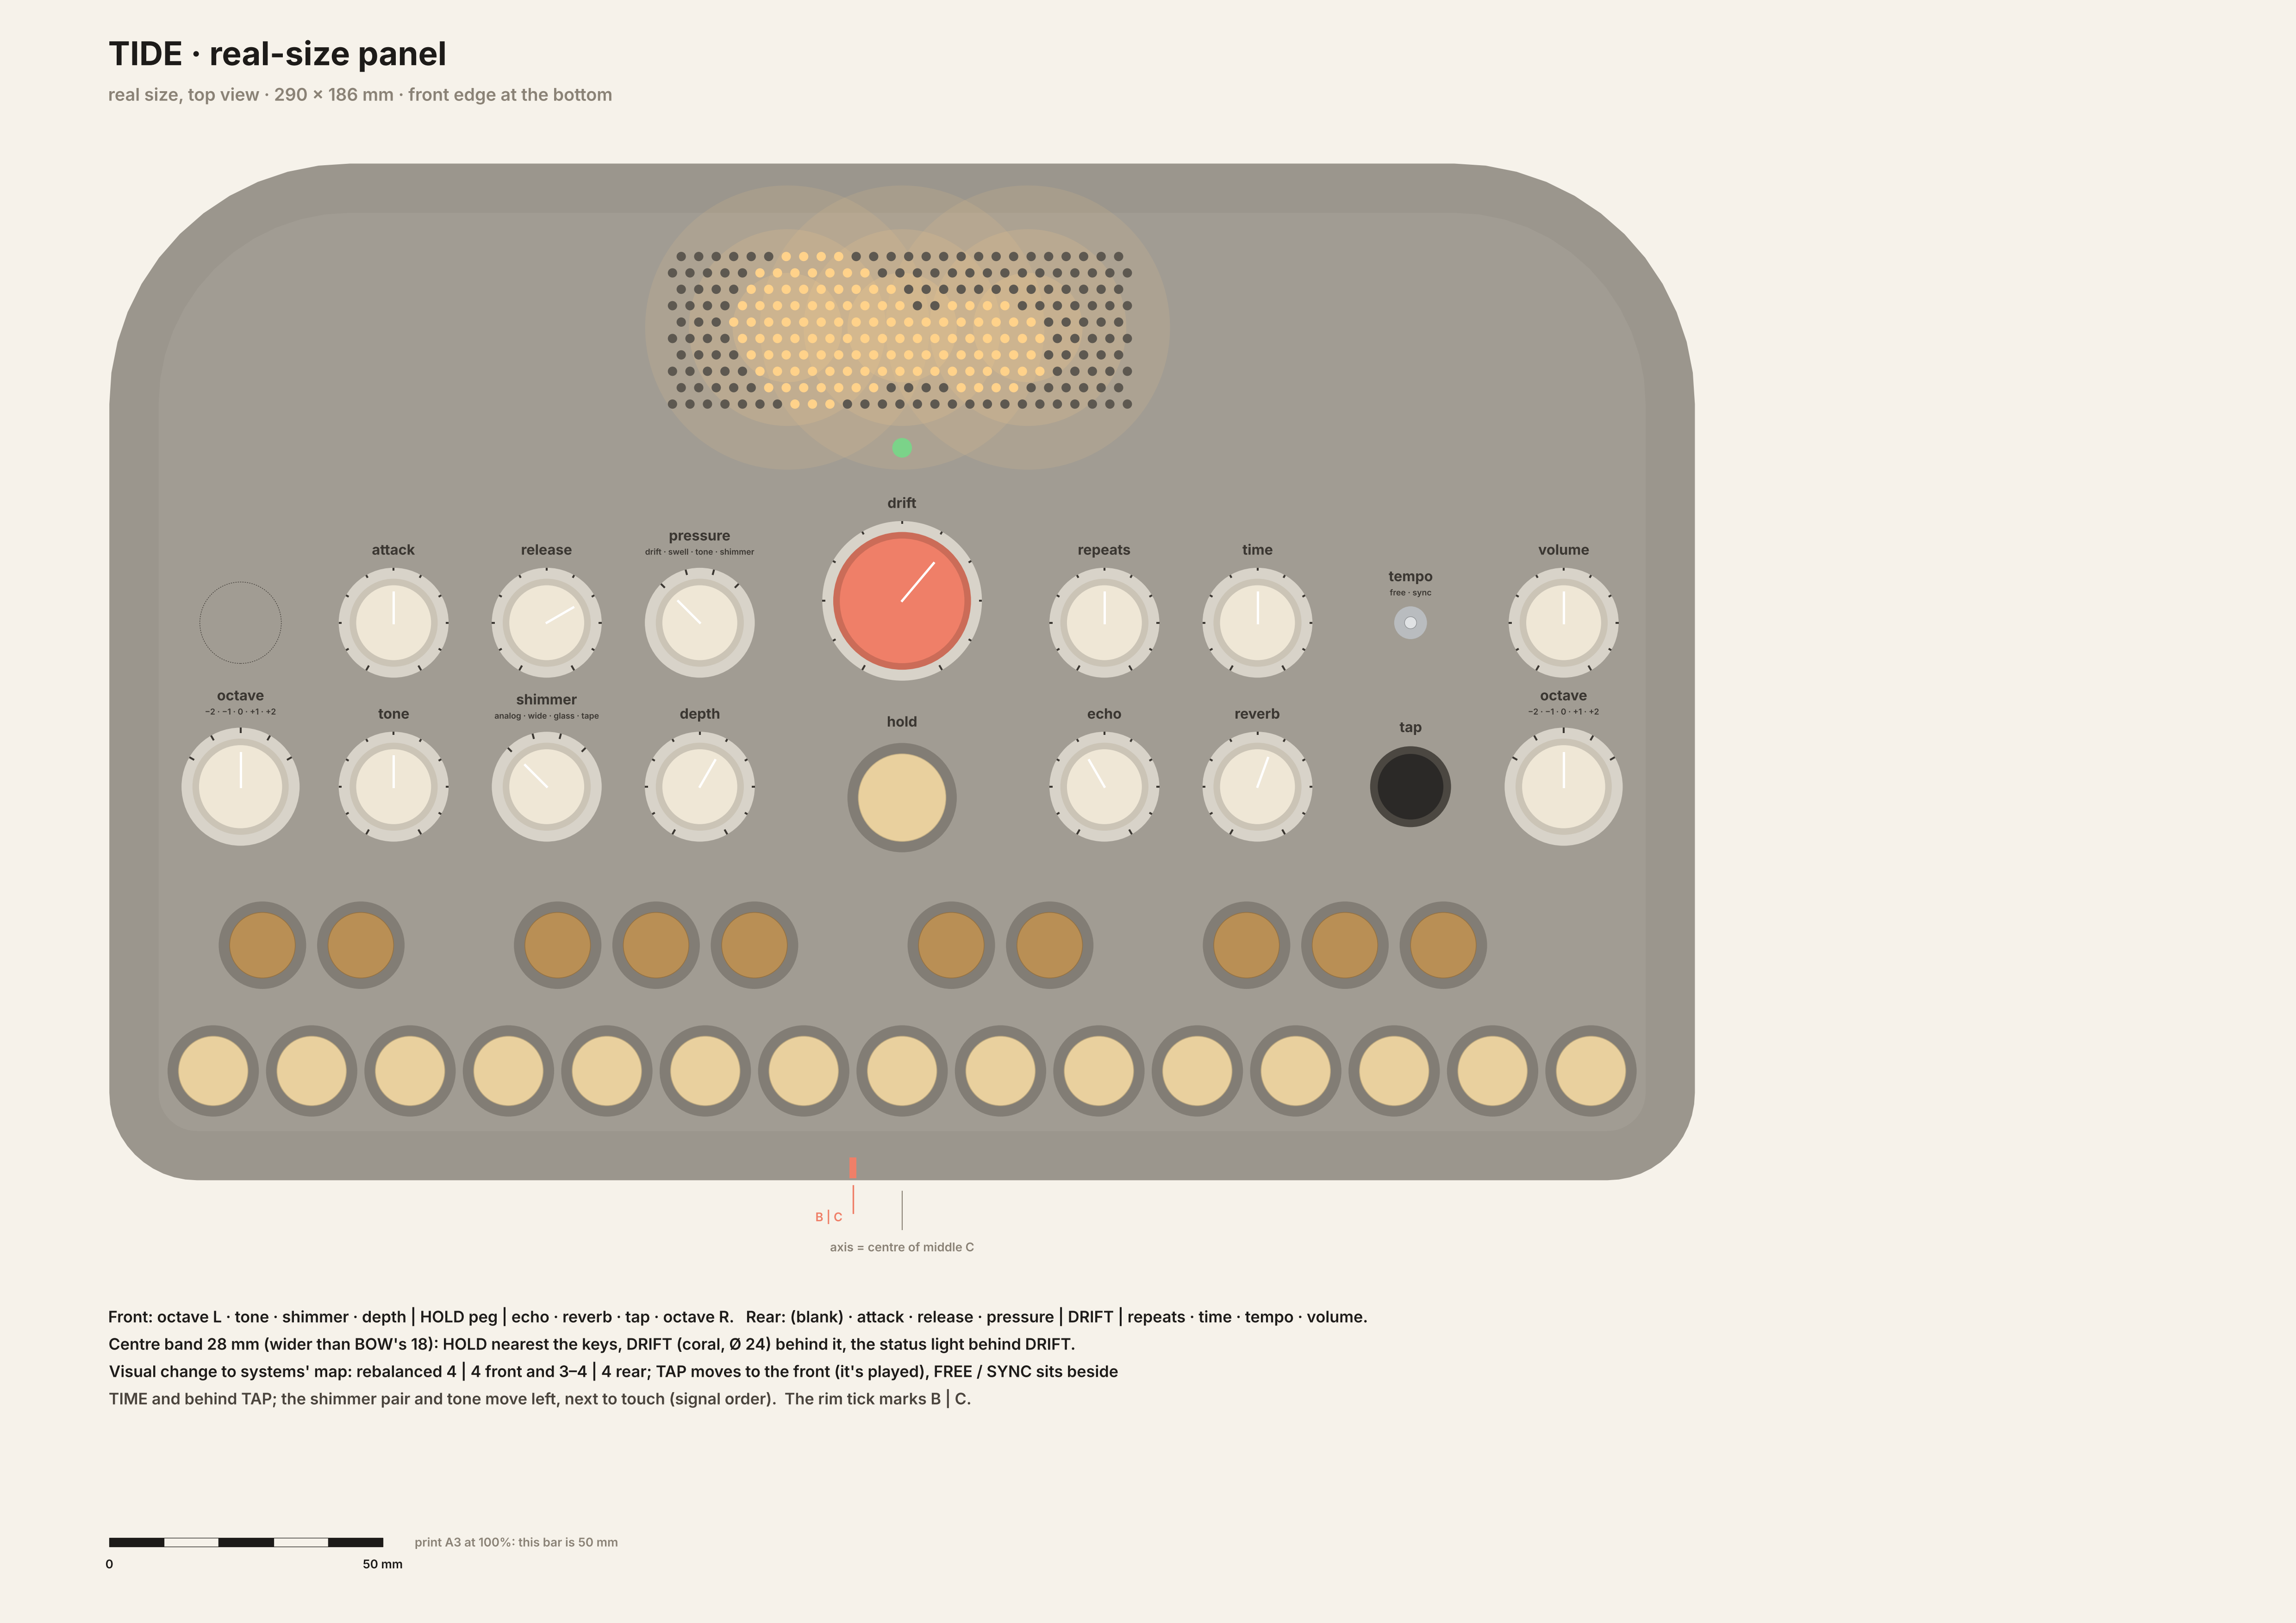 TIDE · real-size panel
real size, top view · 290 × 186 mm · front edge at the bottom
drift
pressure
drift · swell · tone · shimmer
attack
release
repeats
time
volume
tempo
free · sync
octave
−2 · −1 · 0 · +1 · +2
tone
shimmer
analog · wide · glass · tape
depth
hold
echo
reverb
tap
octave
−2 · −1 · 0 · +1 · +2
B | C
axis = centre of middle C
Front: octave L · tone · shimmer · depth | HOLD peg | echo · reverb · tap · octave R.   Rear: (blank) · attack · release · pressure | DRIFT | repeats · time · tempo · volume.
Centre band 28 mm (wider than BOW's 18): HOLD nearest the keys, DRIFT (coral, Ø 24) behind it, the status light behind DRIFT.
Visual change to systems' map: rebalanced 4 | 4 front and 3–4 | 4 rear; TAP moves to the front (it's played), FREE / SYNC sits beside
TIME and behind TAP; the shimmer pair and tone move left, next to touch (signal order).  The rim tick marks B | C.
print A3 at 100%: this bar is 50 mm
0
50 mm